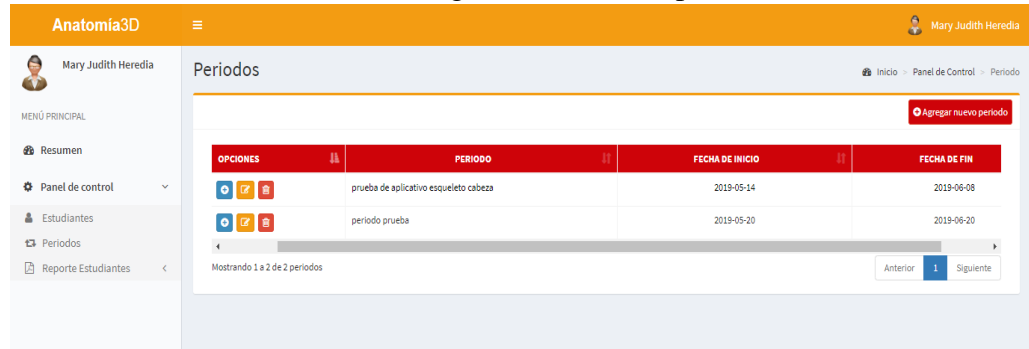 Anatomía3D
Mary Judith Heredia
Mary Judith Heredia
MENÚ PRINCIPAL
Resumen
Panel de control
Estudiantes
Periodos
Reporte Estudiantes
Periodos
Inicio > Panel de Control > Periodo
Agregar nuevo periodo
OPCIONES PERIODO FECHA DE INICIO FECHA DE FIN
prueba de aplicativo esqueleto cabeza 2019-05-14 2019-06-08
periodo prueba 2019-05-20 2019-06-20
Mostrando 1 a 2 de 2 periodos
Anterior 1 Siguiente